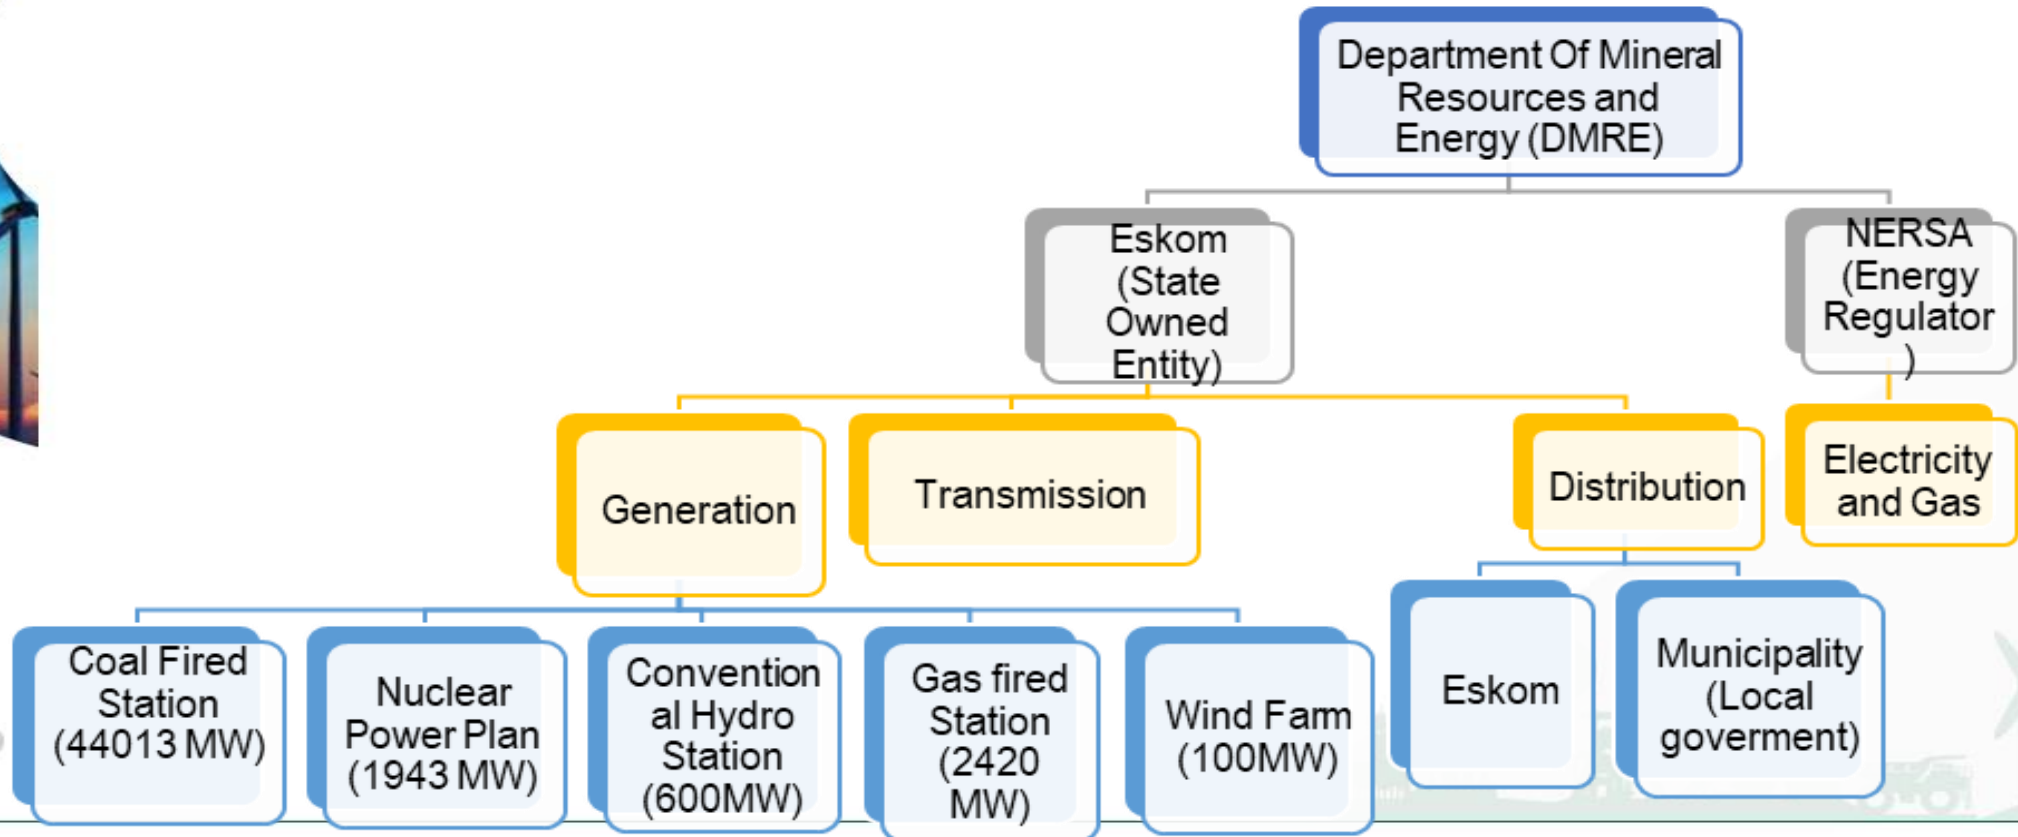 Department Of Mineral
Resources and
Energy (DMRE)
Eskom
(State
Owned
Entity)
NERSA
(Energy
Regulator
)
Generation
Transmission
Distribution
Electricity
and Gas
Coal Fired
Station
(44013 MW)
Nuclear
Power Plan
(1943 MW)
Convention
al Hydro
Station
(600MW)
Gas fired
Station
(2420
MW)
Wind Farm
(100MW)
Eskom
Municipality
(Local
goverment)